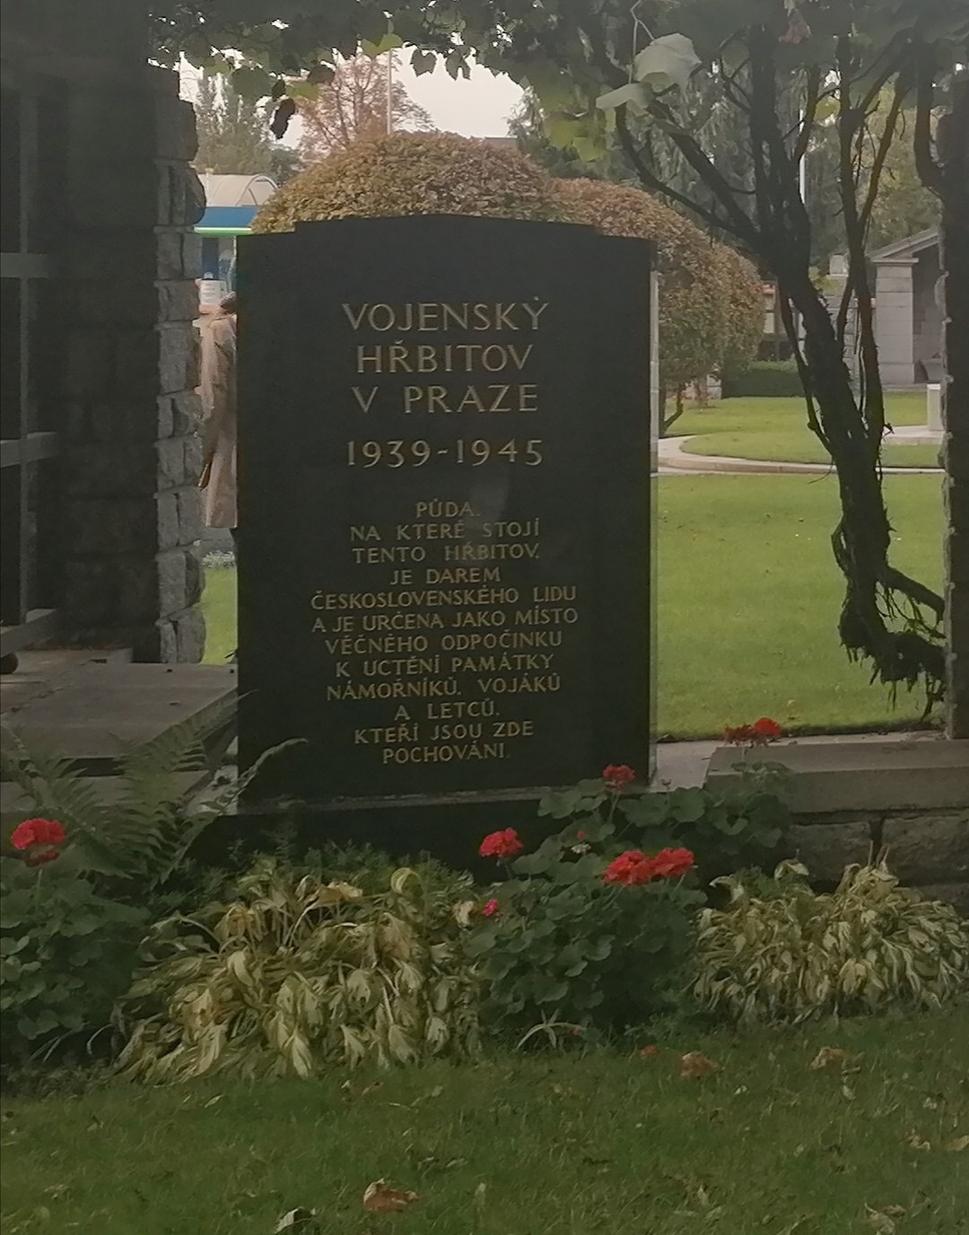 VOJENSKÝ
HŘBITOV
V PRAZE
1939-1945
PŮDA.
NA KTERÉ STOJÍ
TENTO HŘBITOV.
JE DAREM
ČESKOSLOVENSKÉHO LIDU
A JE URČENA JAKO MÍSTO
VĚČNÉHO ODPOČINKU
K UCTĚNÍ PAMÁTKY
NÁMOŘNÍKŮ. VOJÁKŮ
A LETCŮ.
KTEŘÍ JSOU ZDE
POCHOVÁNI.